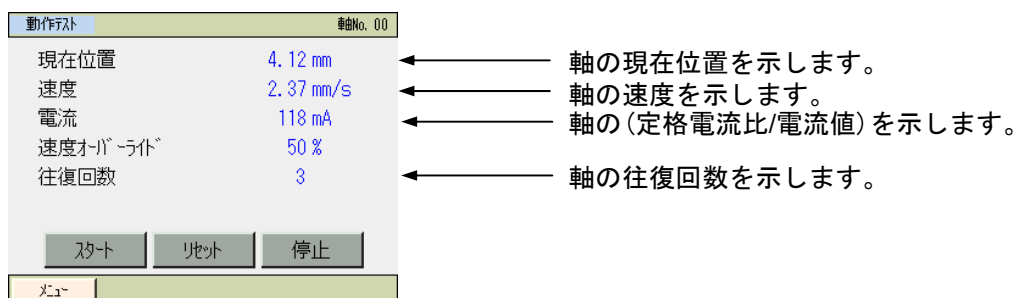 動作テスト 軸No. 00
現在位置 4.12 mm 軸の現在位置を示します。
速度 2.37 mm/s 軸の速度を示します。
電流 118 mA 軸の(定格電流比/電流値)を示します。
速度オーバーライド 50 %
往復回数 3 軸の往復回数を示します。
スタート リセット 停止
メニュー